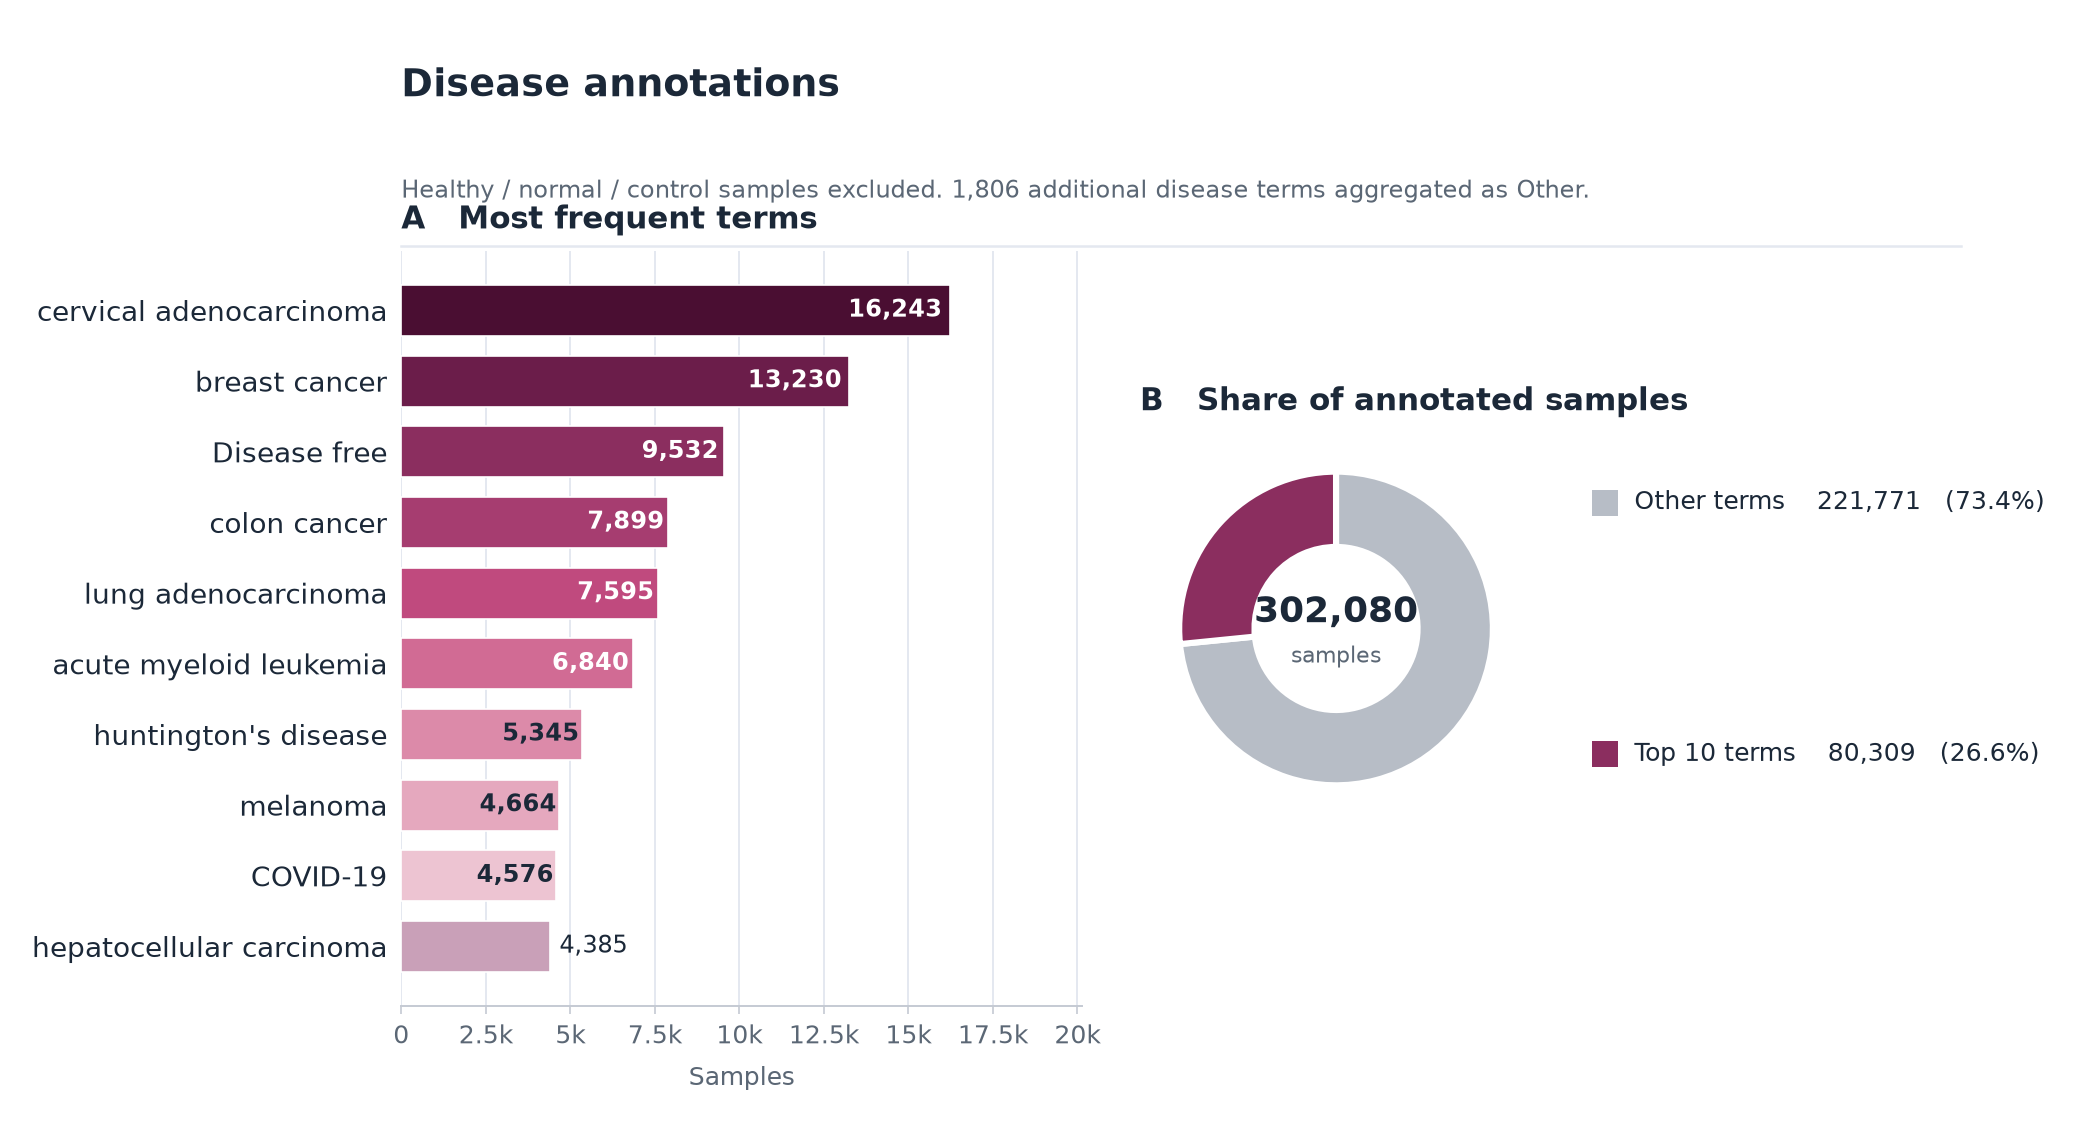 Disease annotations
Healthy / normal / control samples excluded. 1,806 additional disease terms aggregated as Other.
A Most frequent terms
cervical adenocarcinoma 16,243
breast cancer 13,230
Disease free 9,532
colon cancer 7,899
lung adenocarcinoma 7,595
acute myeloid leukemia 6,840
huntington's disease 5,345
melanoma 4,664
COVID-19 4,576
hepatocellular carcinoma 4,385
0 2.5k 5k 7.5k 10k 12.5k 15k 17.5k 20k
Samples
B Share of annotated samples
302,080
samples
Other terms 221,771 (73.4%)
Top 10 terms 80,309 (26.6%)